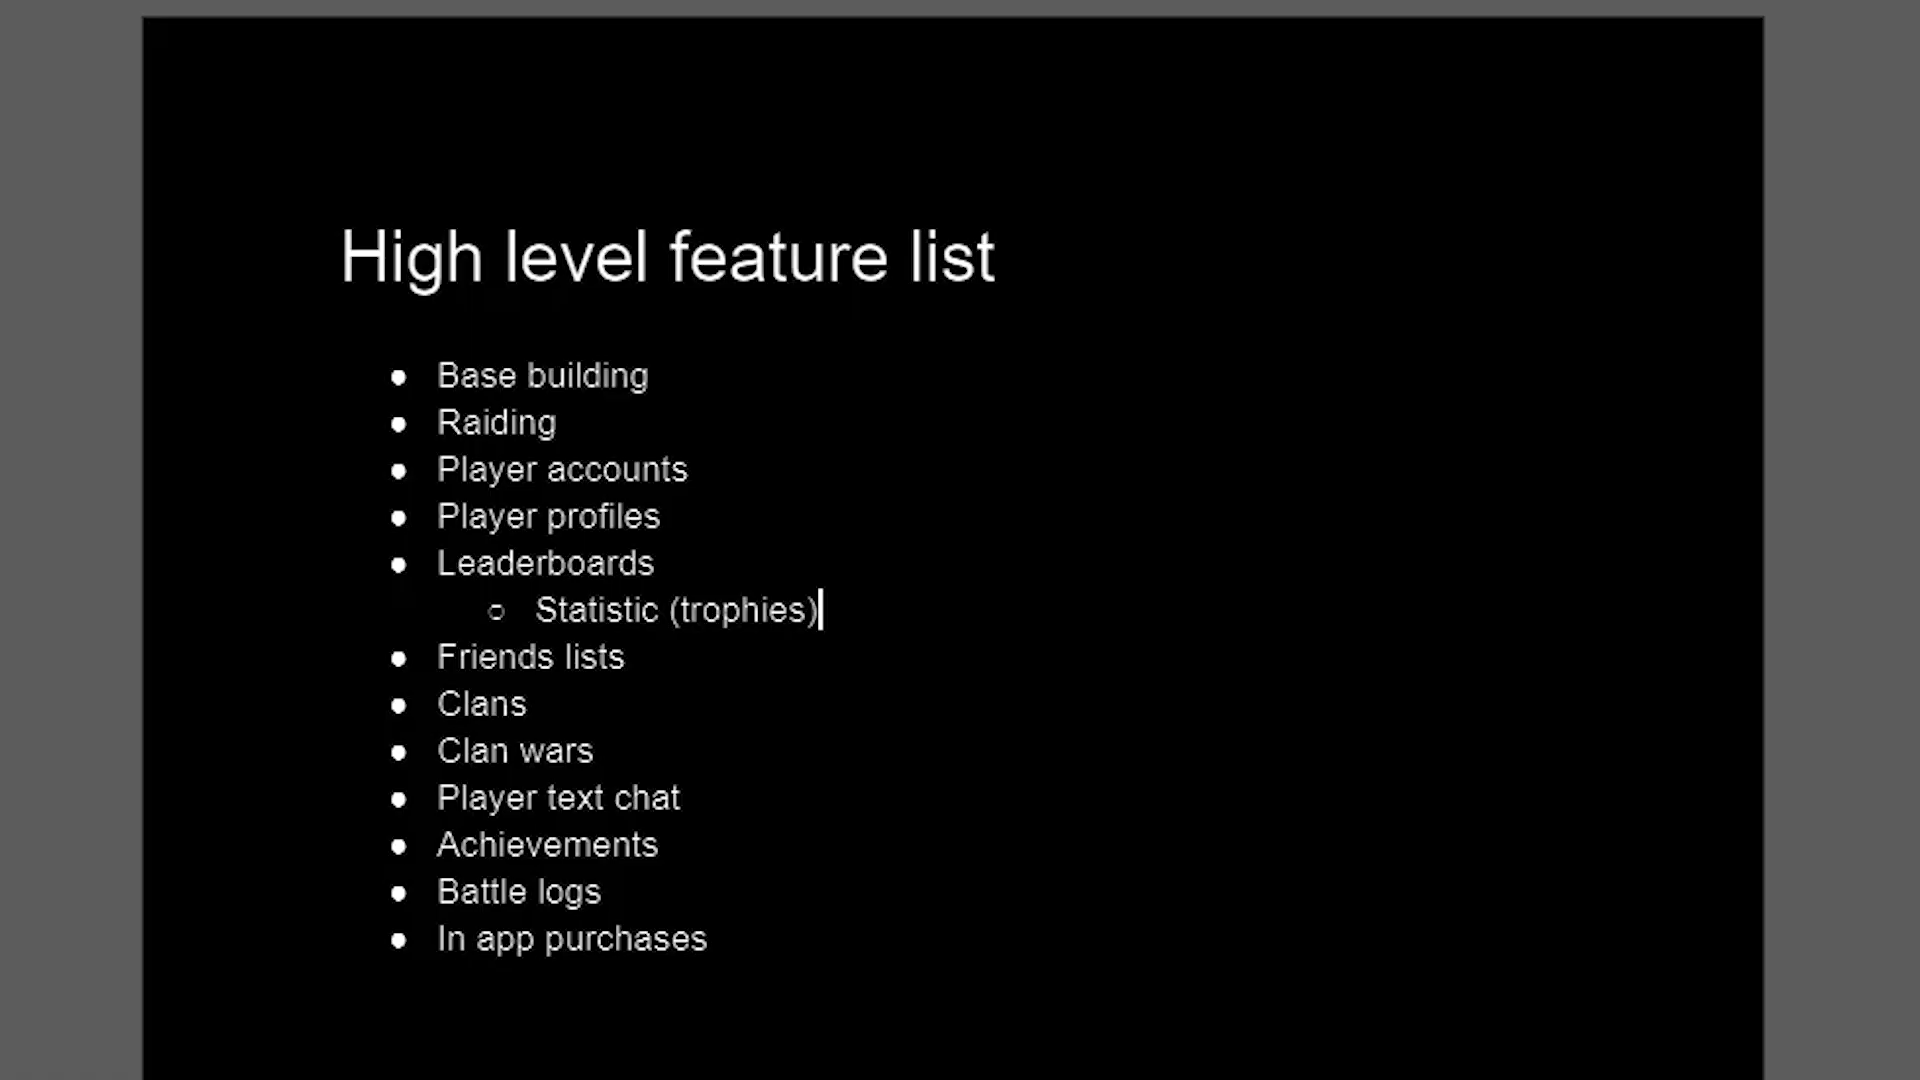 High level feature list
● Base building
● Raiding
● Player accounts
● Player profiles
● Leaderboards
○ Statistic (trophies)
● Friends lists
● Clans
● Clan wars
● Player text chat
● Achievements
● Battle logs
● In app purchases